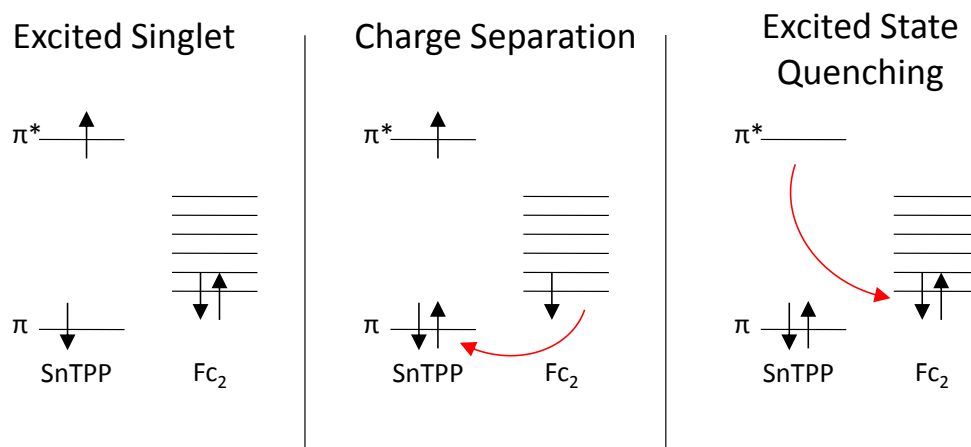 Excited Singlet
π*
π
SnTPP Fc₂
Charge Separation
π*
π
SnTPP Fc₂
Excited State
Quenching
π*
π
SnTPP Fc₂